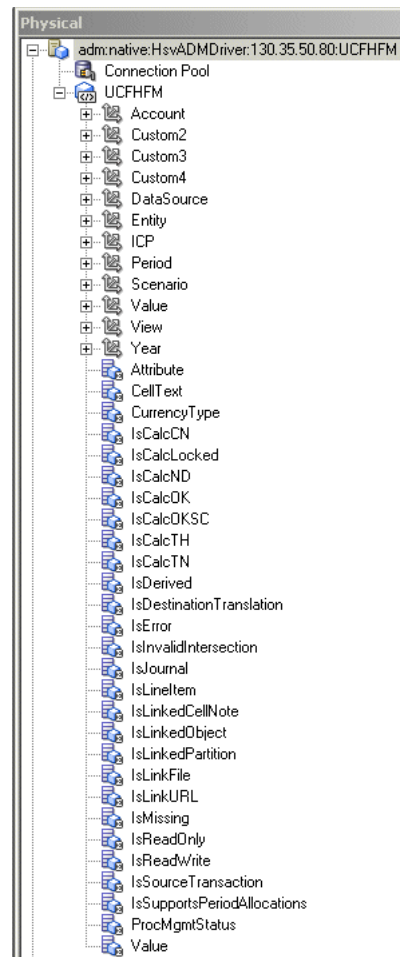 Physical
adm:native:HsvADMDriver:130.35.50.80:UCFHFM
Connection Pool
UCFHFM
Account
Custom2
Custom3
Custom4
DataSource
Entity
ICP
Period
Scenario
Value
View
Year
Attribute
CellText
CurrencyType
IsCalcCN
IsCalcLocked
IsCalcND
IsCalcOK
IsCalcOKSC
IsCalcTH
IsCalcTN
IsDerived
IsDestinationTranslation
IsError
IsInvalidIntersection
IsJournal
IsLineItem
IsLinkedCellNote
IsLinkedObject
IsLinkedPartition
IsLinkFile
IsLinkURL
IsMissing
IsReadOnly
IsReadWrite
IsSourceTransaction
IsSupportsPeriodAllocations
ProcMgmtStatus
Value